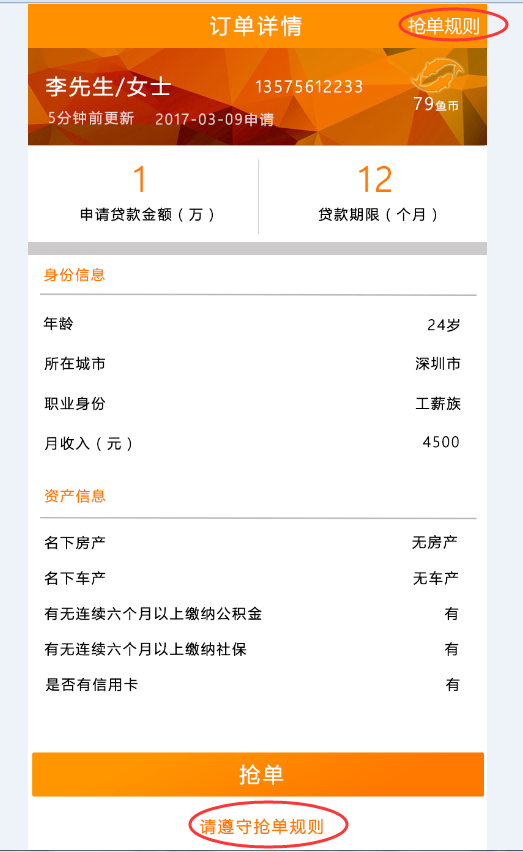 订单详情 抢单规则
李先生/女士 13575612233
79鱼币
5分钟前更新 2017-03-09申请
1 12
申请贷款金额（万） 贷款期限（个月）
身份信息
年龄 24岁
所在城市 深圳市
职业身份 工薪族
月收入（元） 4500
资产信息
名下房产 无房产
名下车产 无车产
有无连续六个月以上缴纳公积金 有
有无连续六个月以上缴纳社保 有
是否有信用卡 有
抢单
请遵守抢单规则